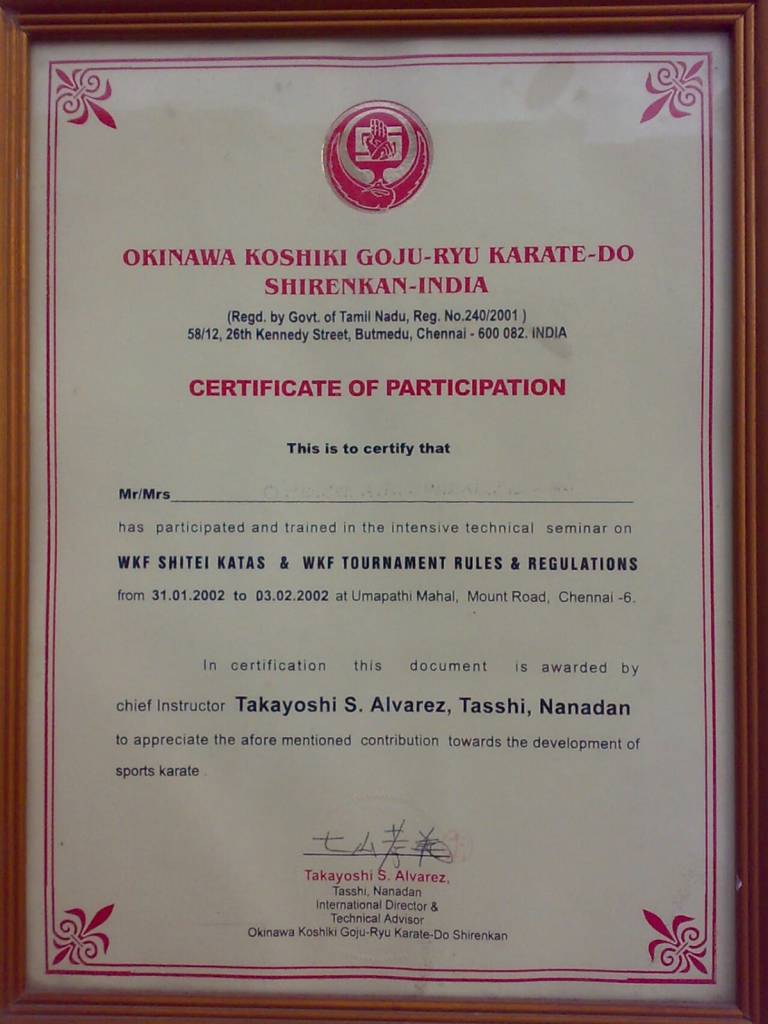 OKINAWA KOSHIKI GOJU-RYU KARATE-DO
SHIRENKAN-INDIA
(Regd. by Govt. of Tamil Nadu, Reg. No.240/2001 )
58/12, 26th Kennedy Street, Butmedu, Chennai - 600 082. INDIA
CERTIFICATE OF PARTICIPATION
This is to certify that
Mr/Mrs
has participated and trained in the intensive technical seminar on
WKF SHITEI KATAS & WKF TOURNAMENT RULES & REGULATIONS
from 31.01.2002 to 03.02.2002 at Umapathi Mahal, Mount Road, Chennai -6.
In certification this document is awarded by
chief Instructor Takayoshi S. Alvarez, Tasshi, Nanadan
to appreciate the afore mentioned contribution towards the development of
sports karate.
Takayoshi S. Alvarez,
Tasshi, Nanadan
International Director &
Technical Advisor
Okinawa Koshiki Goju-Ryu Karate-Do Shirenkan